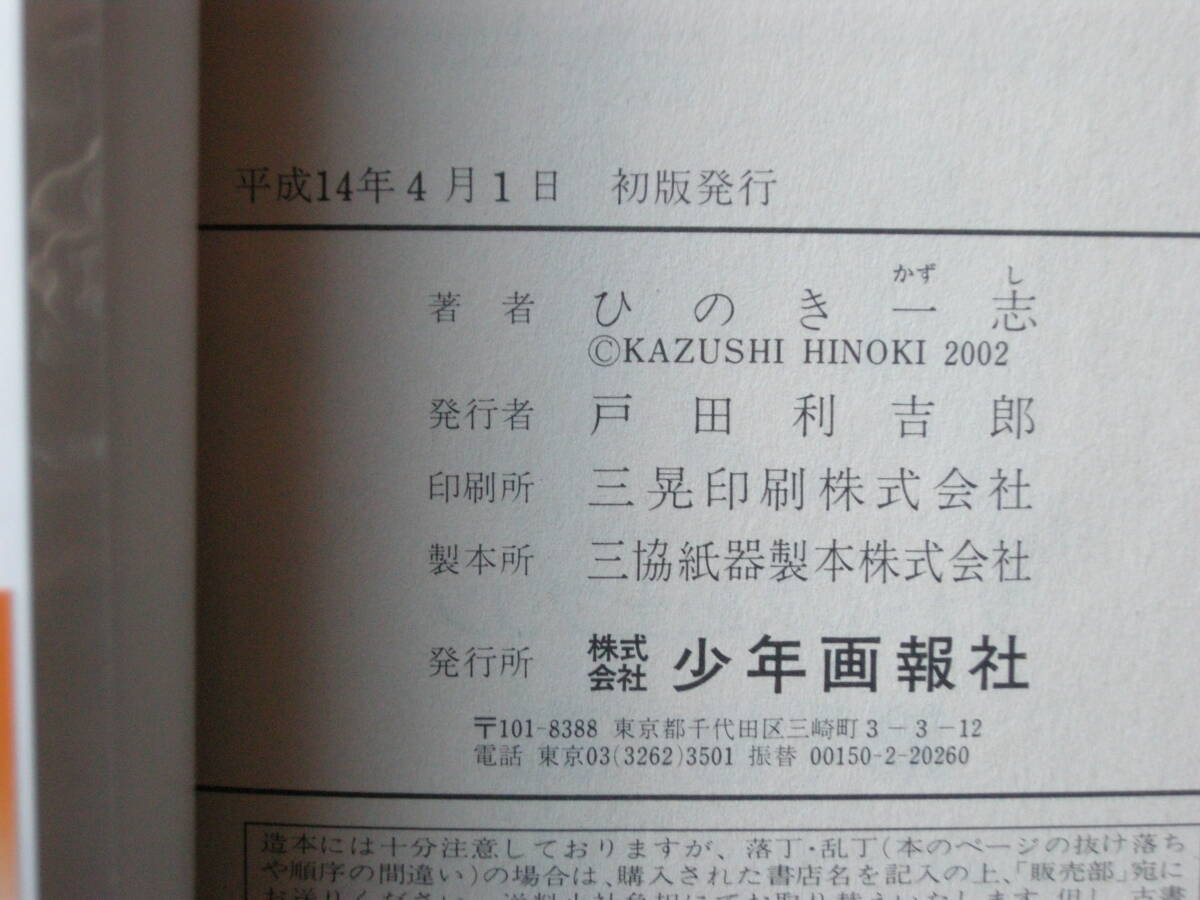 平成14年4月1日 初版発行
かず し
著者 ひのき一志
©KAZUSHI HINOKI 2002
発行者 戸田利吉郎
印刷所 三晃印刷株式会社
製本所 三協紙器製本株式会社
発行所 株式会社 少年画報社
〒101-8388 東京都千代田区三崎町3-3-12
電話 東京03(3262)3501 振替 00150-2-20260
造本には十分注意しておりますが、落丁・乱丁(本のページの抜け落ち
や順序の間違い)の場合は、購入された書店名を記入の上、「販売部」宛に